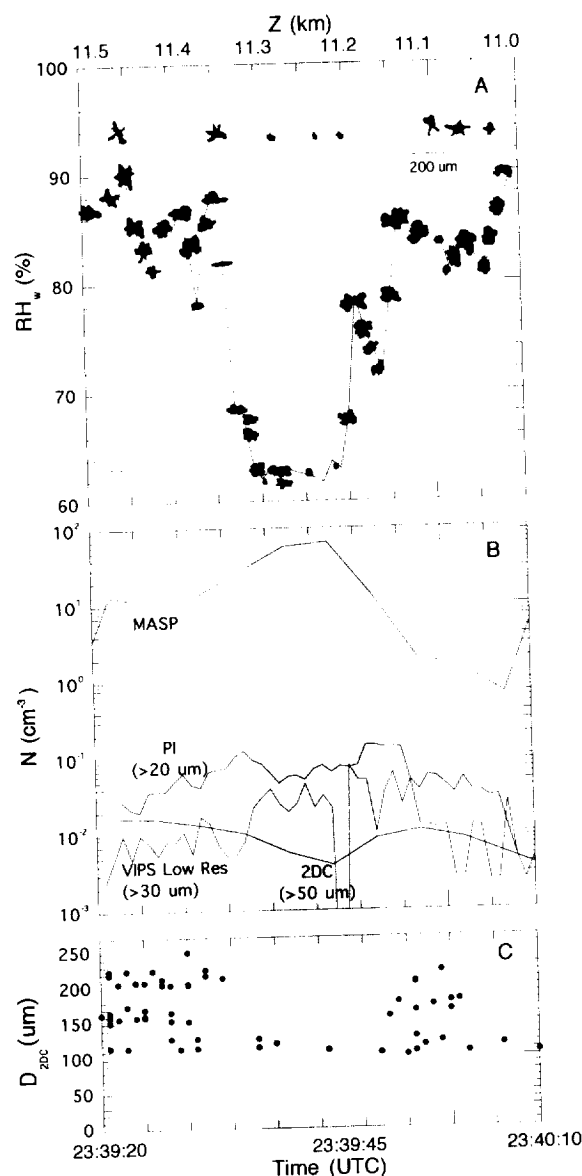 Z (km)
11.5 11.4 11.3 11.2 11.1 11.0
100
A
200 um
90
80
RH_w (%)
70
60
10²
B
MASP
10¹
10⁰
N (cm⁻³)
PI
(>20 um)
10⁻¹
10⁻²
VIPS Low Res
(>30 um)
2DC
(>50 um)
10⁻³
250
C
200
150
D_2DC (um)
100
50
0
23:39:20 23:39:45 23:40:10
Time (UTC)